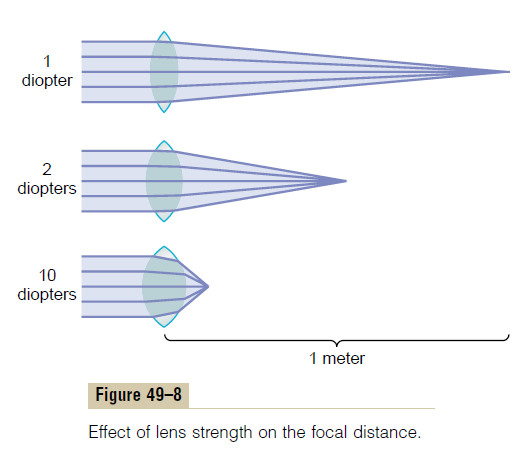 1
diopter
2
diopters
10
diopters
1 meter
Figure 49–8
Effect of lens strength on the focal distance.